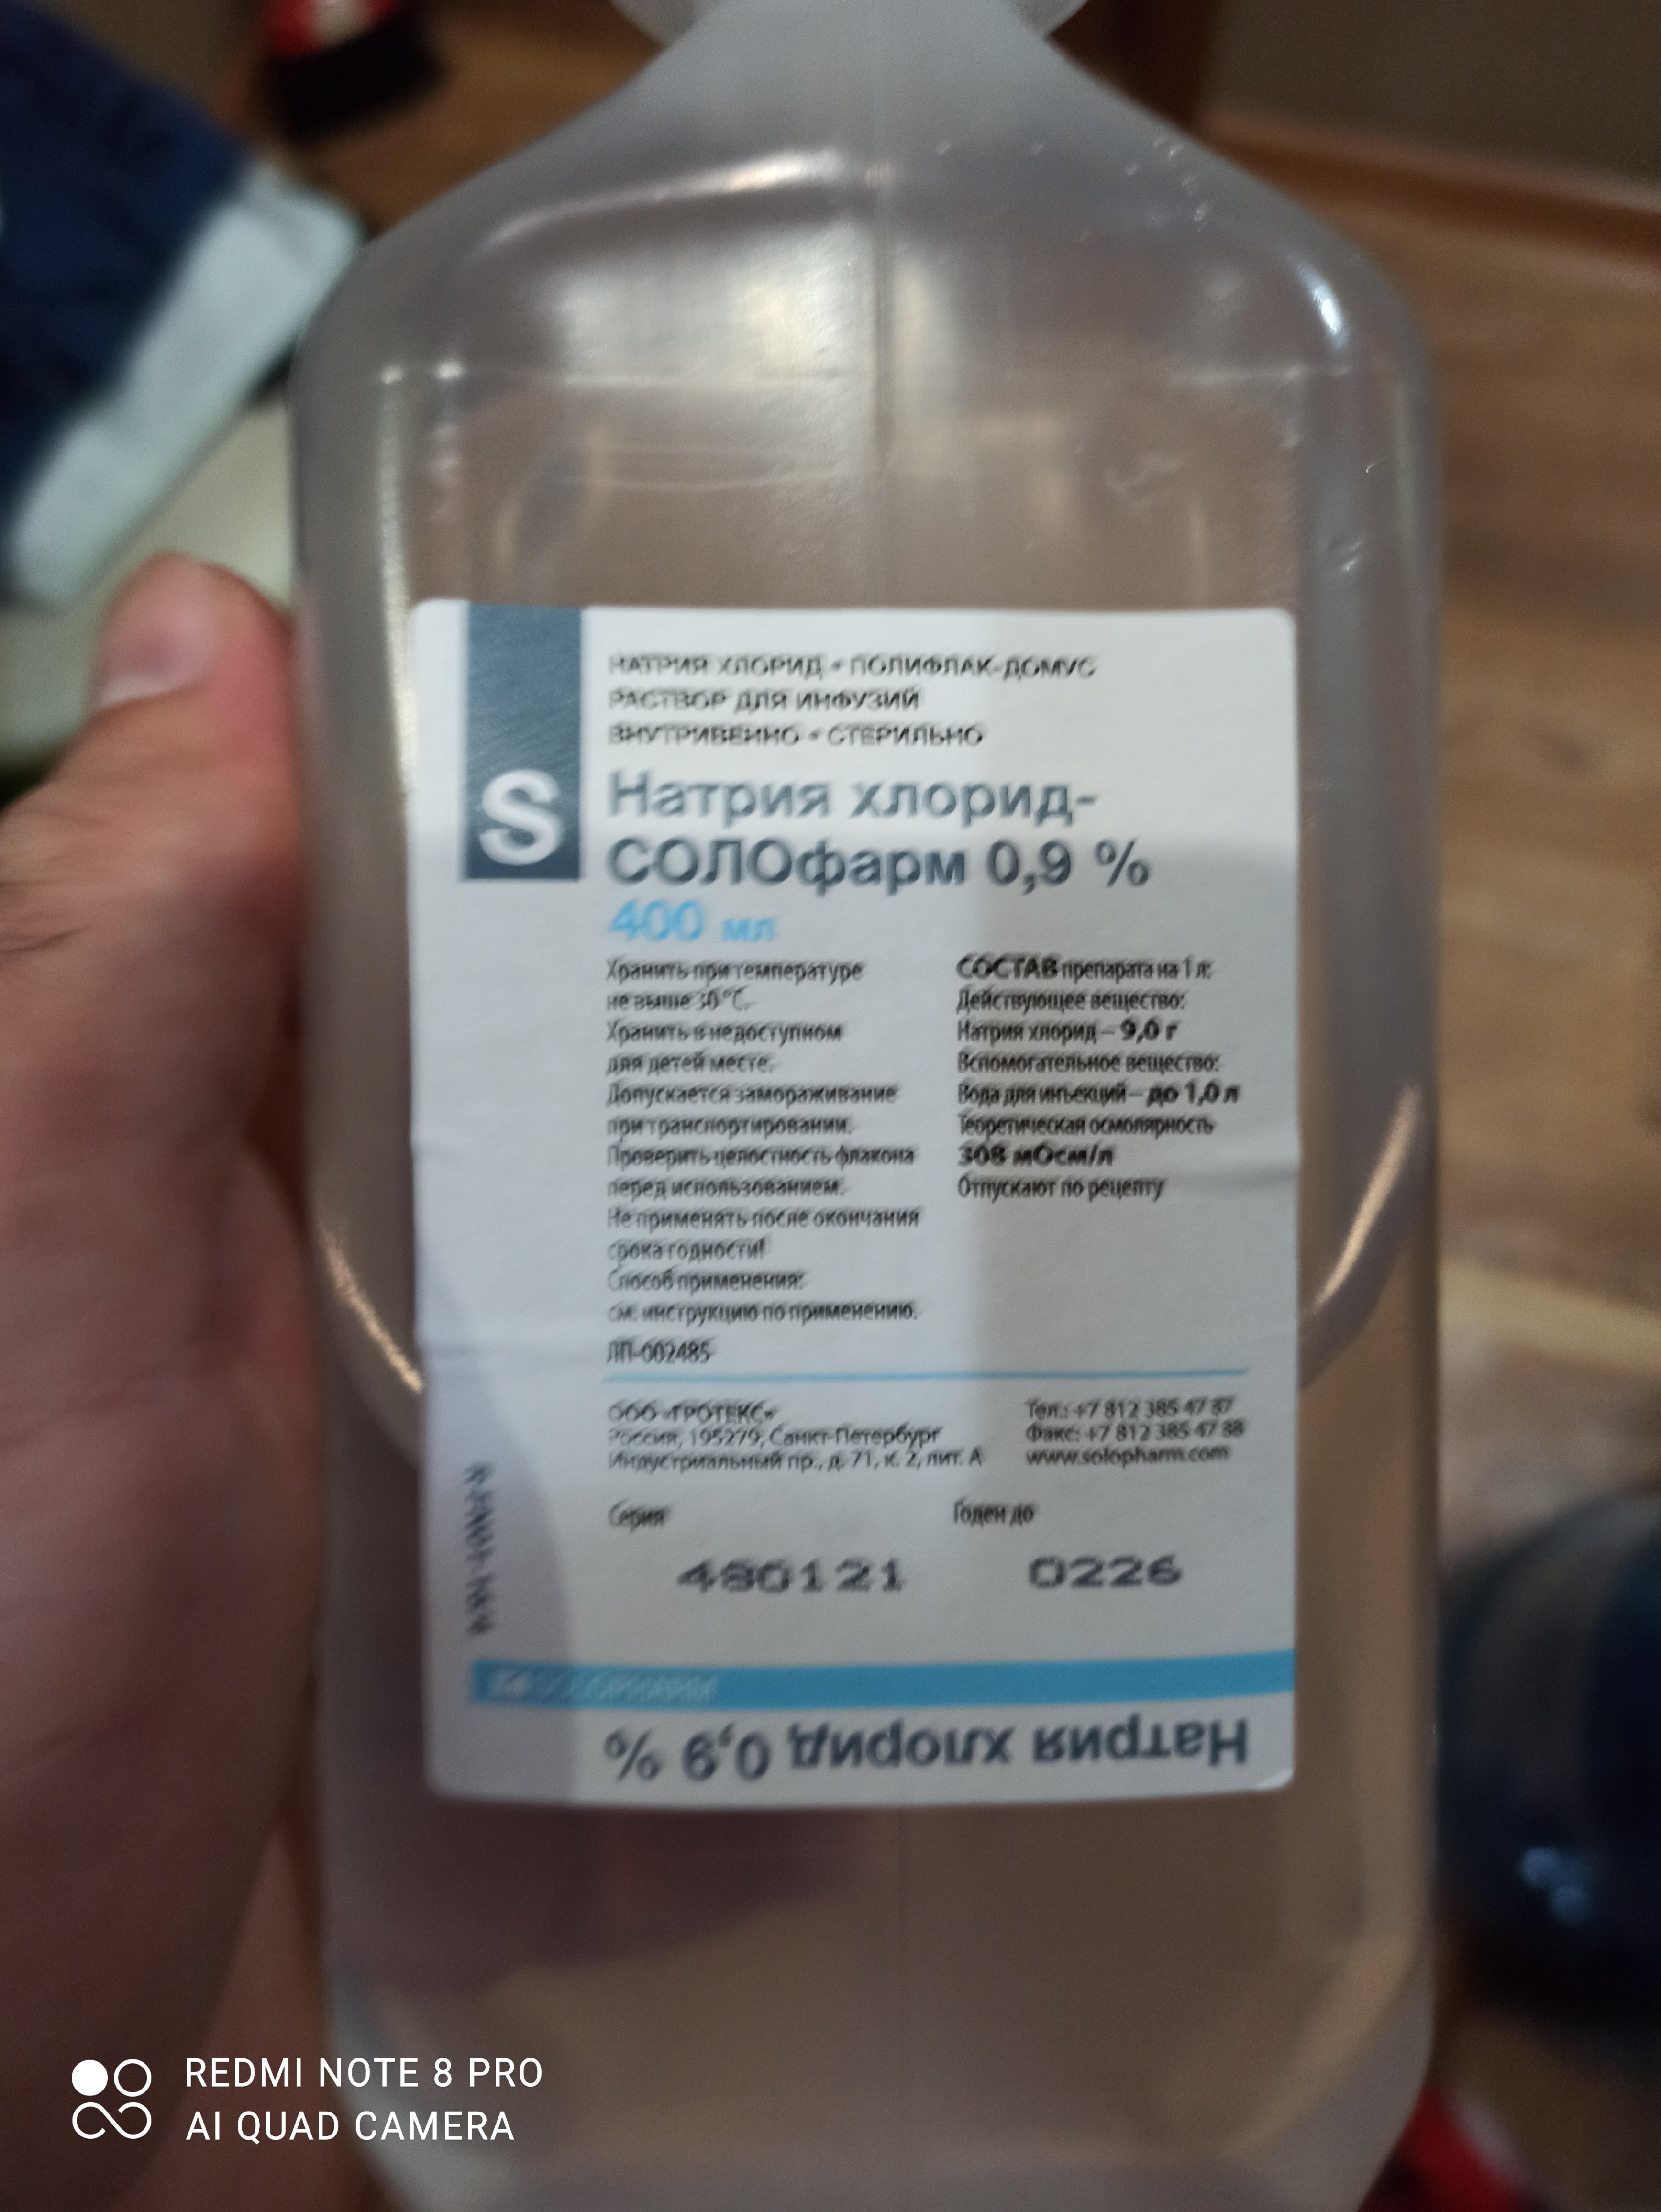 НАТРИЯ ХЛОРИД • ПОЛИФЛАК-ДОМУС
РАСТВОР ДЛЯ ИНФУЗИЙ
ВНУТРИВЕННО • СТЕРИЛЬНО
S
Натрия хлорид-
СОЛОфарм 0,9 %
400 мл
Хранить при температуре
не выше 30 °С.
Хранить в недоступном
для детей месте.
Допускается замораживание
при транспортировании.
Проверить целостность флакона
перед использованием.
Не применять после окончания
срока годности!
Способ применения:
см. инструкцию по применению.
ЛП-002485
СОСТАВ препарата на 1 л:
Действующее вещество:
Натрия хлорид – 9,0 г
Вспомогательное вещество:
Вода для инъекций – до 1,0 л
Теоретическая осмолярность
308 мОсм/л
Отпускают по рецепту
ООО «ГРОТЕКС»
Россия, 195279, Санкт-Петербург
Индустриальный пр., д. 71, к. 2, лит. А
Тел.: +7 812 385 47 87
Факс: +7 812 385 47 88
www.solopharm.com
Серия
Годен до
480121
0226
SOLOPHARM
Натрия хлорид 0,9 %
REDMI NOTE 8 PRO
AI QUAD CAMERA